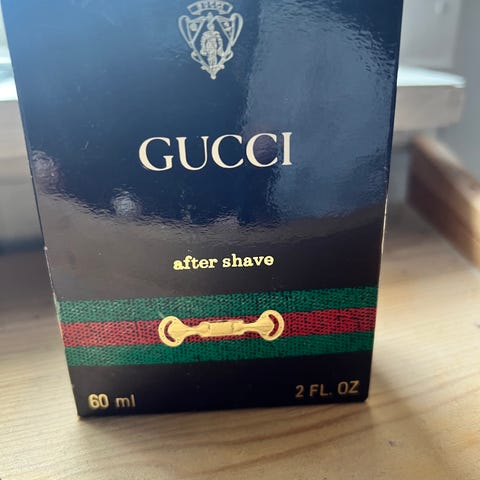 GUCCI
after shave
60 ml 2 FL. OZ